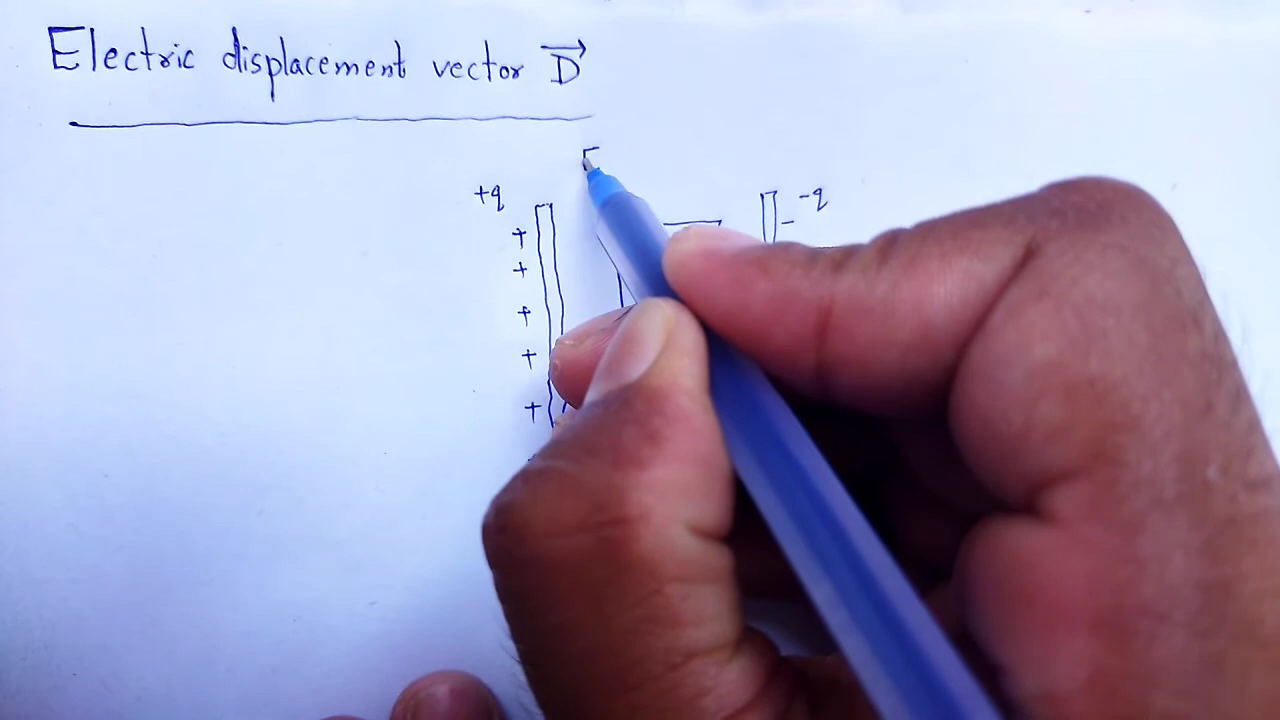 Electric displacement vector D⃗
+q -q
+ -
+
+
+
+